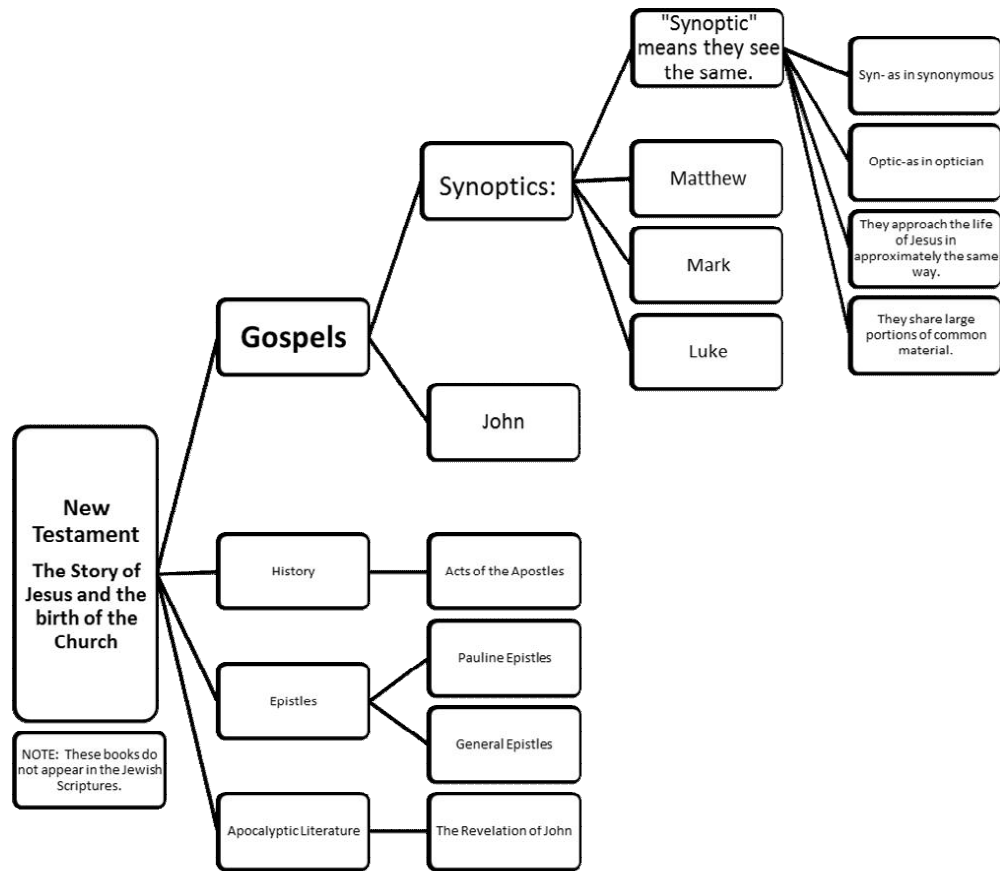 "Synoptic"
means they see
the same.
Syn- as in synonymous
Optic-as in optician
They approach the life
of Jesus in
approximately the same
way.
They share large
portions of common
material.
Synoptics:
Matthew
Mark
Luke
Gospels
John
New
Testament
The Story of
Jesus and the
birth of the
Church
History
Acts of the Apostles
Epistles
Pauline Epistles
General Epistles
NOTE: These books do
not appear in the Jewish
Scriptures.
Apocalyptic Literature
The Revelation of John